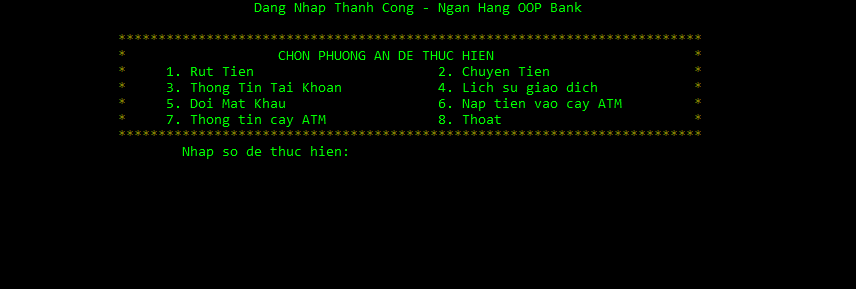 Dang Nhap Thanh Cong - Ngan Hang OOP Bank
*************************************************************************
* CHON PHUONG AN DE THUC HIEN *
* 1. Rut Tien 2. Chuyen Tien *
* 3. Thong Tin Tai Khoan 4. Lich su giao dich *
* 5. Doi Mat Khau 6. Nap tien vao cay ATM *
* 7. Thong tin cay ATM 8. Thoat *
*************************************************************************
Nhap so de thuc hien: